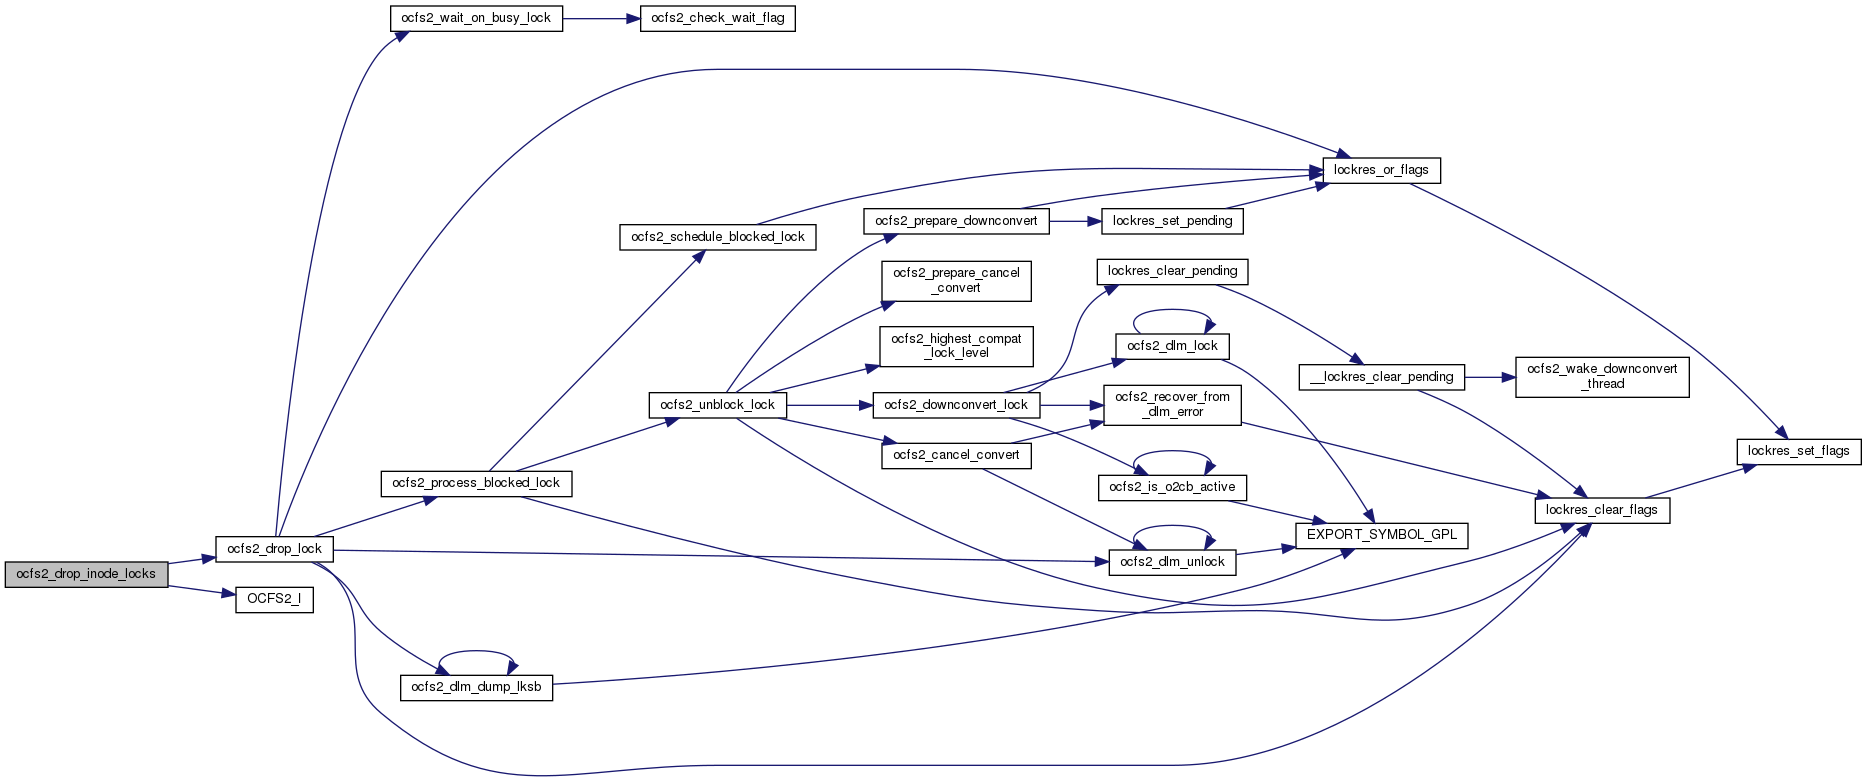 ocfs2_wait_on_busy_lock
ocfs2_check_wait_flag
lockres_or_flags
ocfs2_prepare_downconvert
lockres_set_pending
ocfs2_schedule_blocked_lock
ocfs2_prepare_cancel
_convert
lockres_clear_pending
ocfs2_highest_compat
_lock_level
ocfs2_dlm_lock
__lockres_clear_pending
ocfs2_wake_downconvert
_thread
ocfs2_unblock_lock
ocfs2_downconvert_lock
ocfs2_recover_from
_dlm_error
ocfs2_cancel_convert
lockres_set_flags
ocfs2_process_blocked_lock
ocfs2_is_o2cb_active
lockres_clear_flags
EXPORT_SYMBOL_GPL
ocfs2_drop_lock
ocfs2_dlm_unlock
ocfs2_drop_inode_locks
OCFS2_I
ocfs2_dlm_dump_lksb